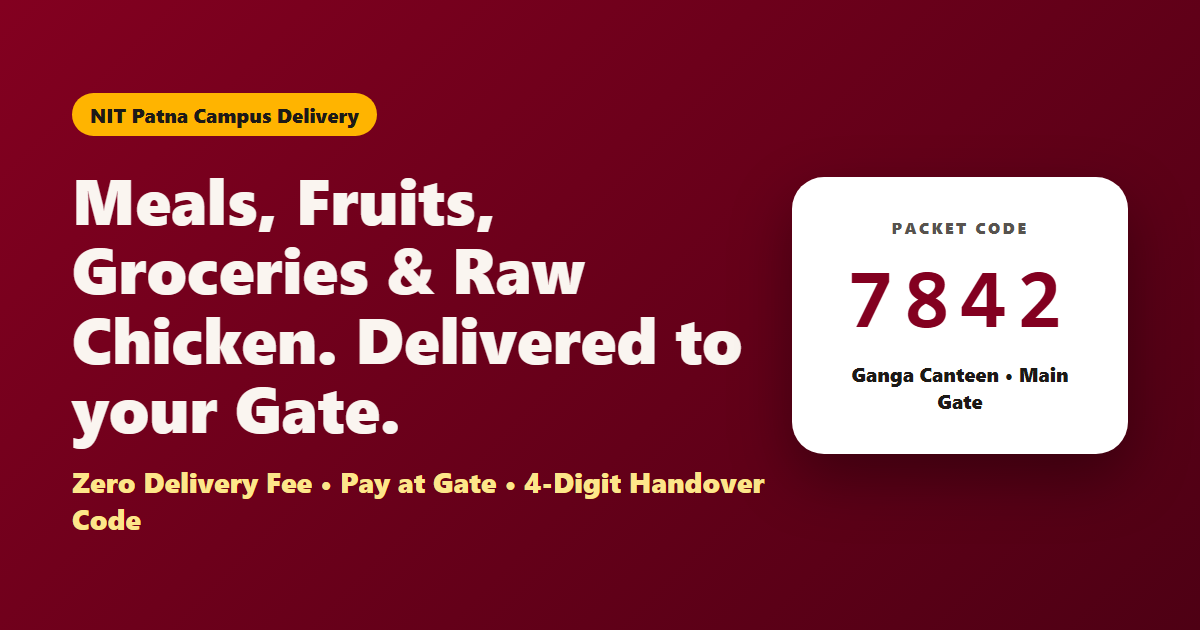 NIT Patna Campus Delivery
Meals, Fruits,
Groceries & Raw
Chicken. Delivered to
your Gate.
Zero Delivery Fee • Pay at Gate • 4-Digit Handover
Code
PACKET CODE
7842
Ganga Canteen • Main
Gate